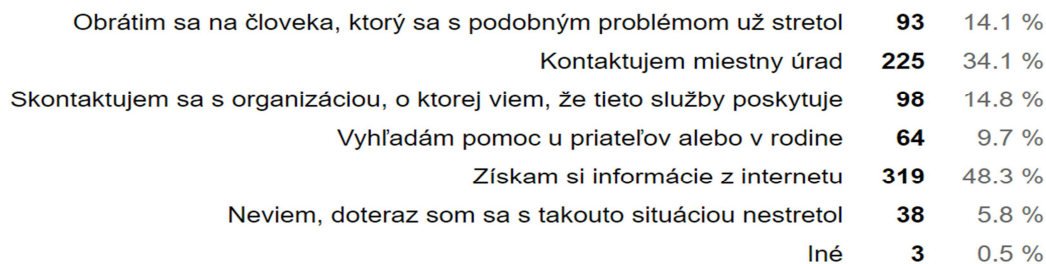 Obrátim sa na človeka, ktorý sa s podobným problémom už stretol 93 14.1 %
Kontaktujem miestny úrad 225 34.1 %
Skontaktujem sa s organizáciou, o ktorej viem, že tieto služby poskytuje 98 14.8 %
Vyhľadám pomoc u priateľov alebo v rodine 64 9.7 %
Získam si informácie z internetu 319 48.3 %
Neviem, doteraz som sa s takouto situáciou nestretol 38 5.8 %
Iné 3 0.5 %